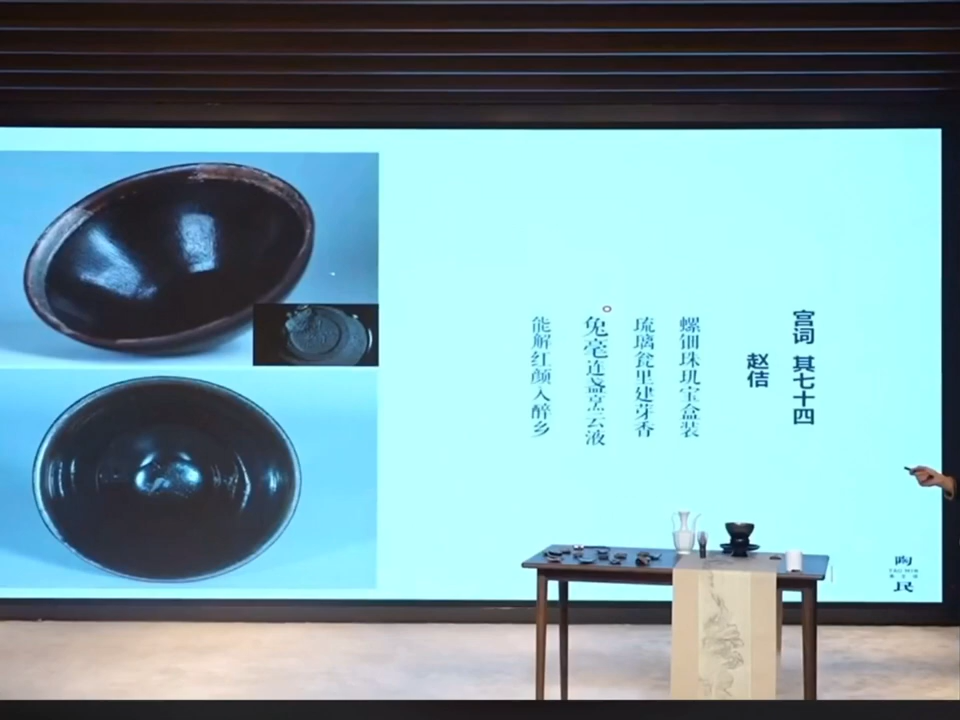 宫词 其七十四
赵佶
螺钿珠玑宝盒装
琉璃瓮里建芽香
兔毫连盏烹云液
能解红颜入醉乡
陶
民